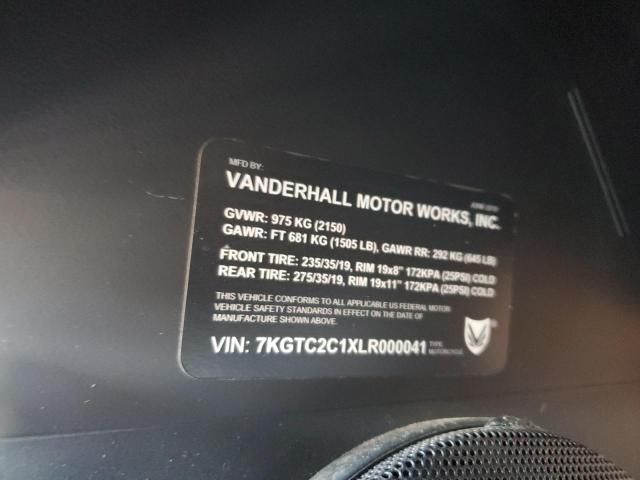 MFD BY:
VANDERHALL MOTOR WORKS, INC.
GVWR: 975 KG (2150)
GAWR: FT 681 KG (1505 LB), GAWR RR: 292 KG (645 LB)
FRONT TIRE: 235/35/19, RIM 19x8" 172KPA (25PSI) COLD
REAR TIRE: 275/35/19, RIM 19x11" 172KPA (25PSI) COLD
THIS VEHICLE CONFORMS TO ALL APPLICABLE US FEDERAL MOTOR
VEHICLE SAFETY STANDARDS IN EFFECT ON THE DATE OF
MANUFACTURE SHOWN ABOVE.
VIN: 7KGTC2C1XLR000041
TYPE
MOTORCYCLE